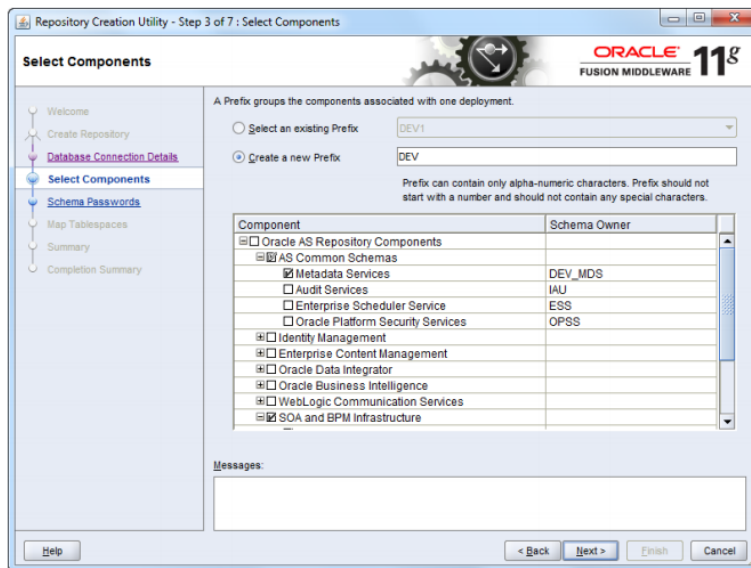 Repository Creation Utility - Step 3 of 7 : Select Components
Select Components
ORACLE
FUSION MIDDLEWARE 11g
Welcome
Create Repository
Database Connection Details
Select Components
Schema Passwords
Map Tablespaces
Summary
Completion Summary
A Prefix groups the components associated with one deployment.
Select an existing Prefix DEV1
Create a new Prefix DEV
Prefix can contain only alpha-numeric characters. Prefix should not
start with a number and should not contain any special characters.
Component Schema Owner
Oracle AS Repository Components
AS Common Schemas
Metadata Services DEV_MDS
Audit Services IAU
Enterprise Scheduler Service ESS
Oracle Platform Security Services OPSS
Identity Management
Enterprise Content Management
Oracle Data Integrator
Oracle Business Intelligence
WebLogic Communication Services
SOA and BPM Infrastructure
Messages:
Help < Back Next > Finish Cancel